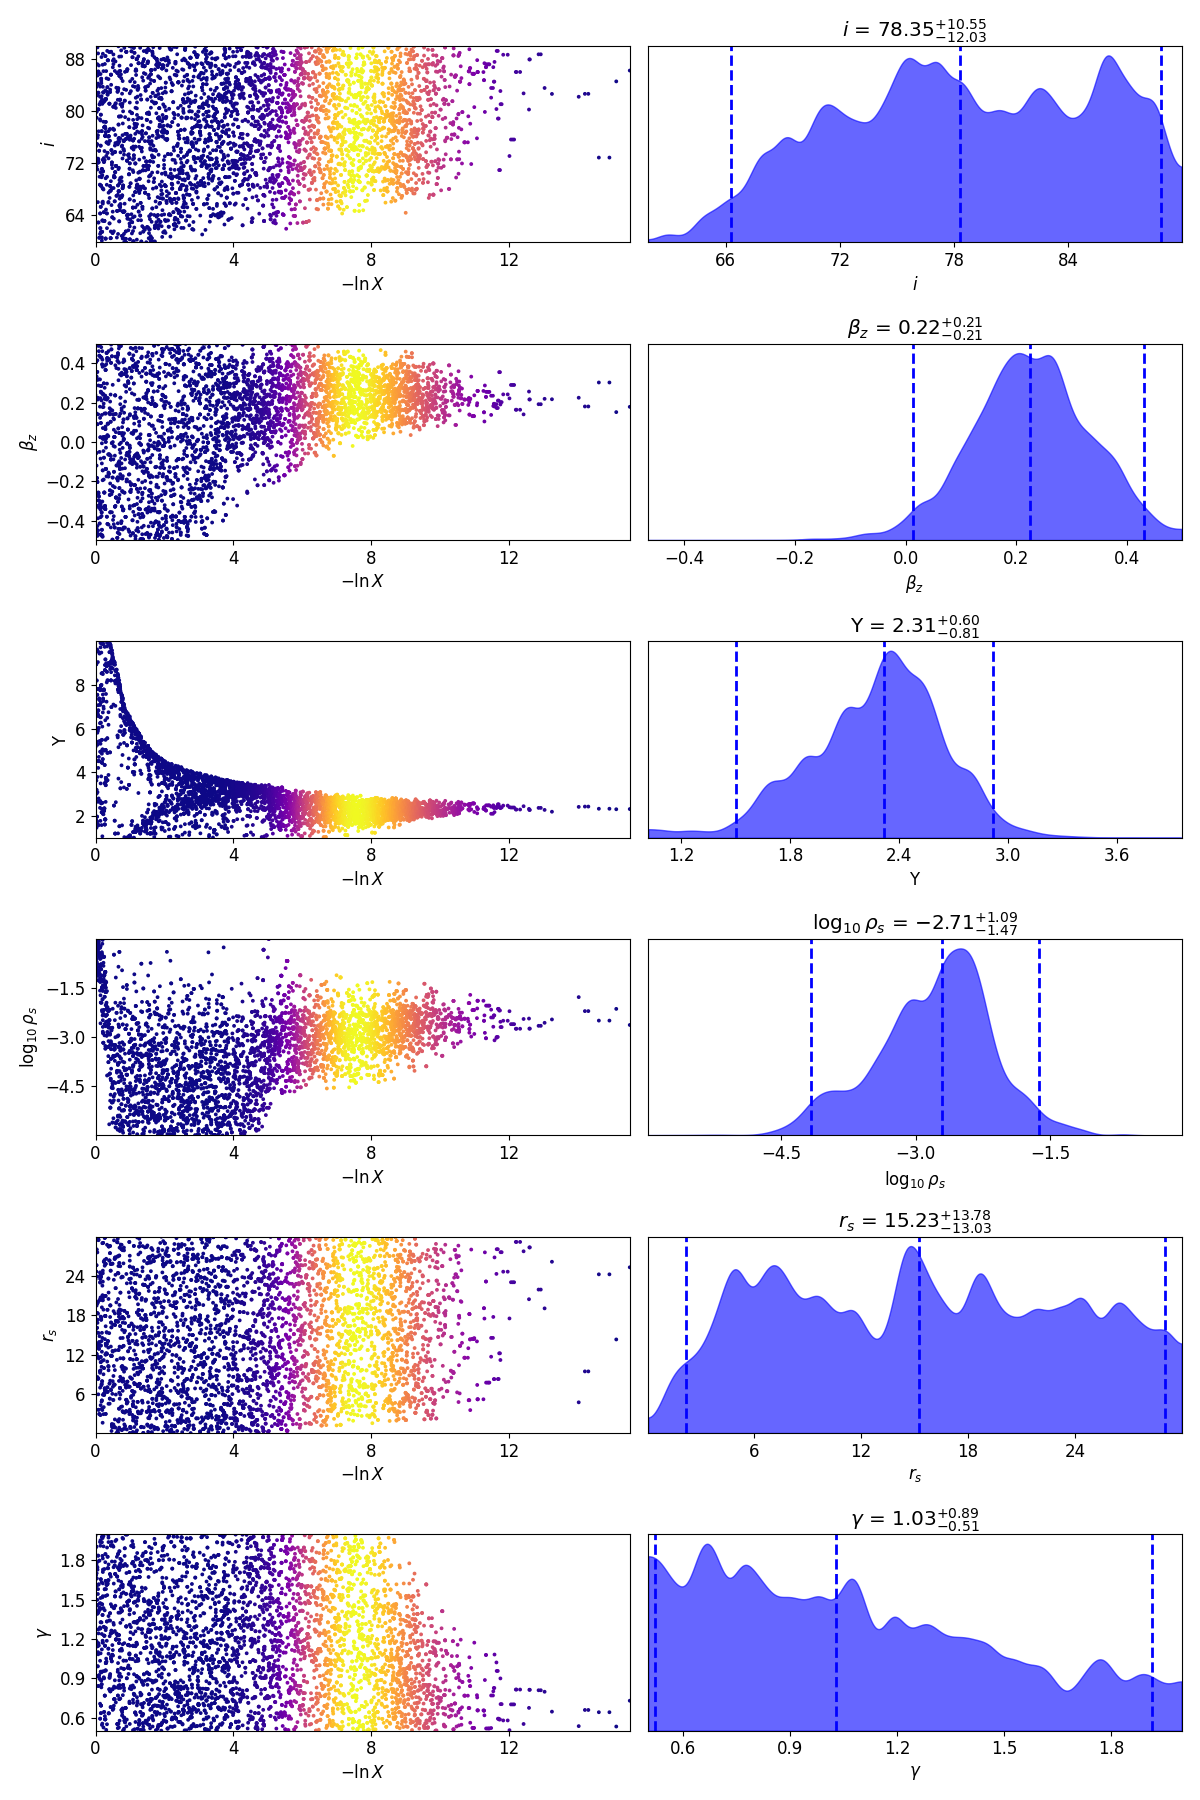 i = 78.35+10.55 −12.03
88
80
72
64
i
0 4 8 12
−ln X
66 72 78 84
i
βz = 0.22+0.21 −0.21
0.4
0.2
0.0
−0.2
−0.4
βz
0 4 8 12
−ln X
−0.4 −0.2 0.0 0.2 0.4
βz
Y = 2.31+0.60 −0.81
8
6
4
2
Y
0 4 8 12
−ln X
1.2 1.8 2.4 3.0 3.6
Y
log10 ρs = −2.71+1.09 −1.47
−1.5
−3.0
−4.5
log10 ρs
0 4 8 12
−ln X
−4.5 −3.0 −1.5
log10 ρs
rs = 15.23+13.78 −13.03
24
18
12
6
rs
0 4 8 12
−ln X
6 12 18 24
rs
γ = 1.03+0.89 −0.51
1.8
1.5
1.2
0.9
0.6
γ
0 4 8 12
−ln X
0.6 0.9 1.2 1.5 1.8
γ